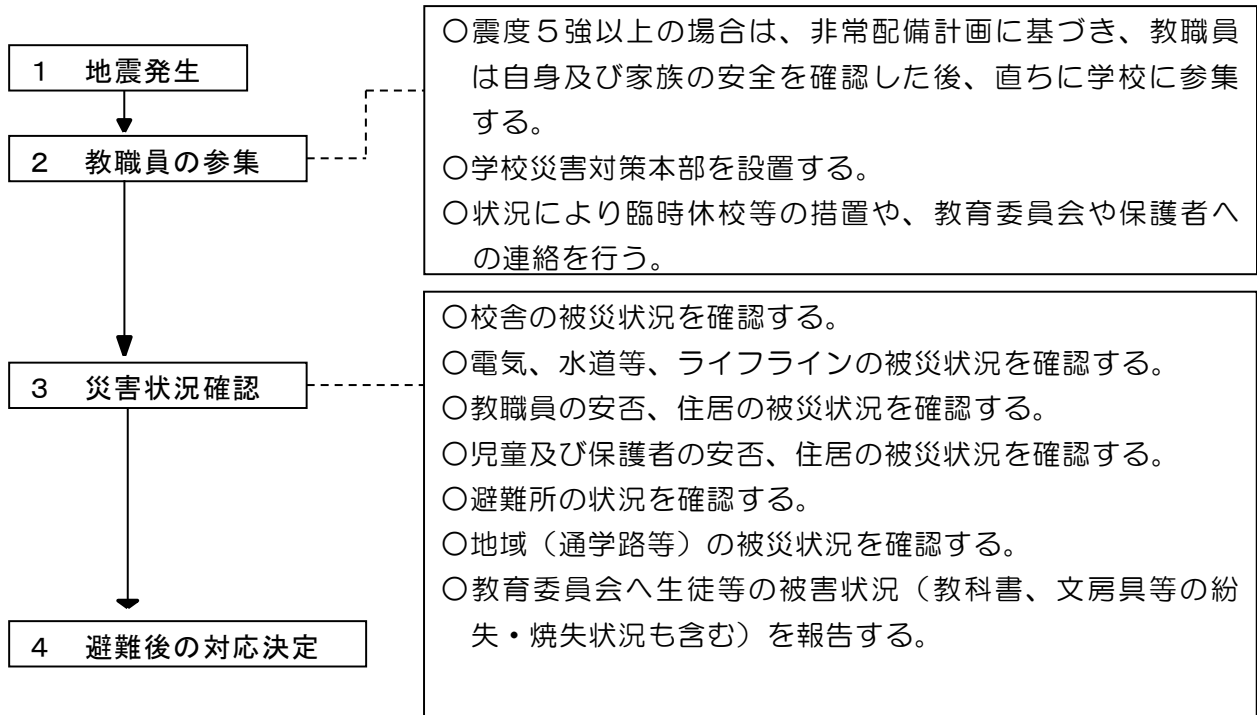 1 地震発生
2 教職員の参集
○震度5強以上の場合は、非常配備計画に基づき、教職員
は自身及び家族の安全を確認した後、直ちに学校に参集
する。
○学校災害対策本部を設置する。
○状況により臨時休校等の措置や、教育委員会や保護者へ
の連絡を行う。
3 災害状況確認
○校舎の被災状況を確認する。
○電気、水道等、ライフラインの被災状況を確認する。
○教職員の安否、住居の被災状況を確認する。
○児童及び保護者の安否、住居の被災状況を確認する。
○避難所の状況を確認する。
○地域（通学路等）の被災状況を確認する。
○教育委員会へ生徒等の被害状況（教科書、文房具等の紛
失・焼失状況も含む）を報告する。
4 避難後の対応決定